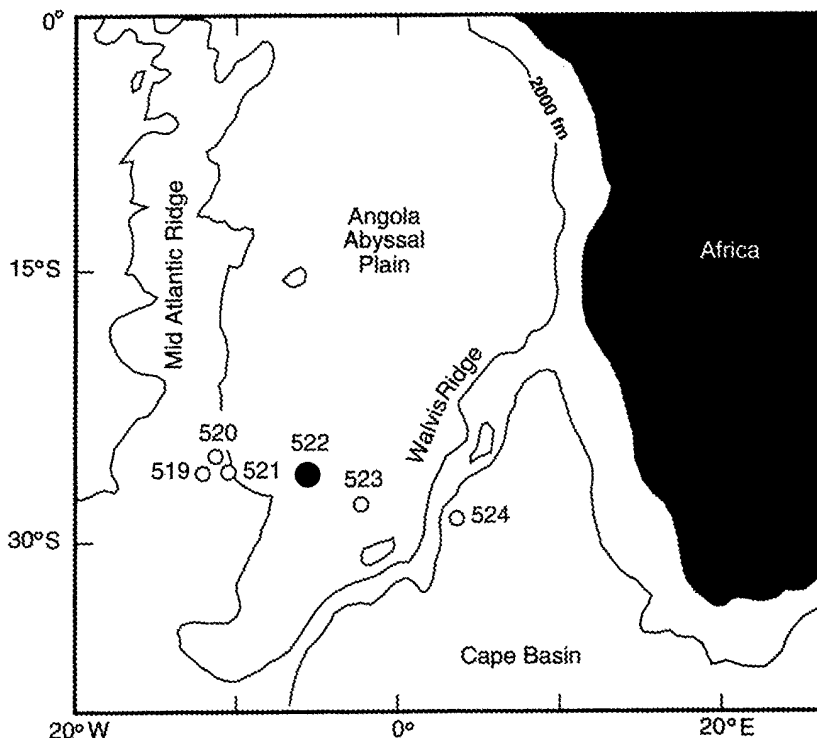 0°
2000 fm
Mid Atlantic Ridge
Angola
Abyssal
Plain
Africa
15°S
Walvis Ridge
520
522
519
521
523
524
30°S
Cape Basin
20°W
0°
20°E